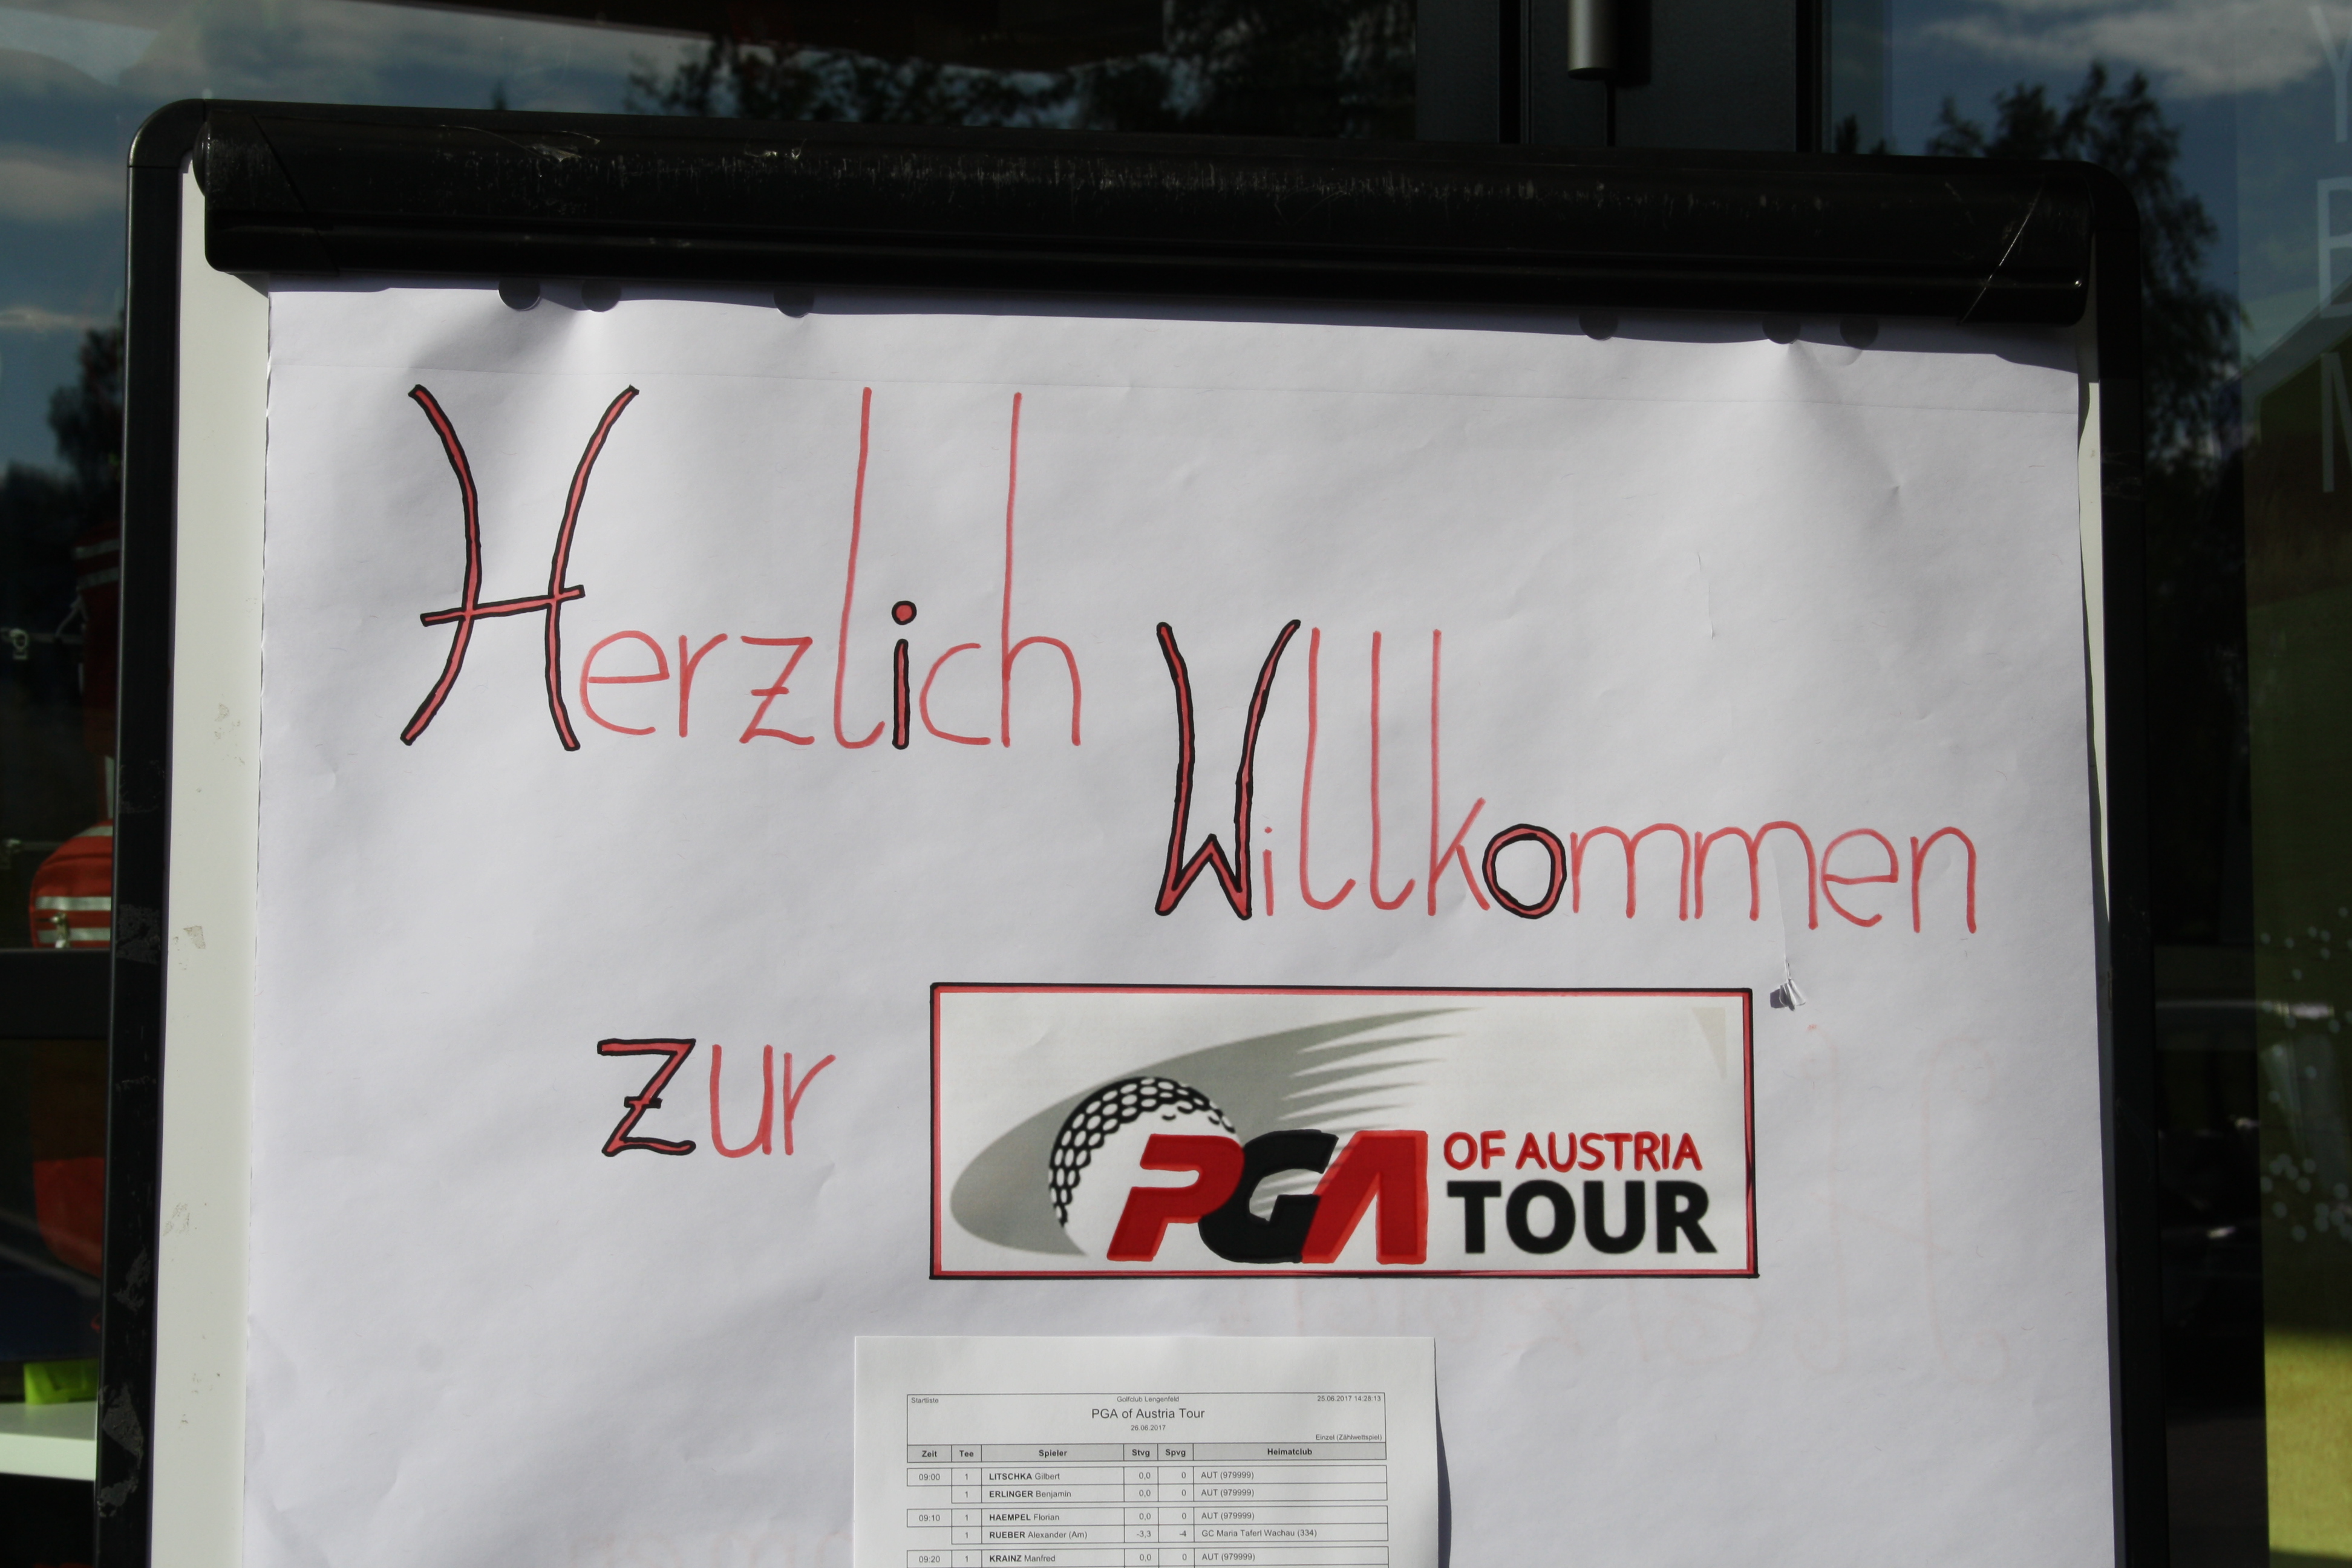 Herzlich
Willkommen
zur
PGA OF AUSTRIA
TOUR
Startliste Golfclub Lengenfeld 25.06.2017 14:28:13
PGA of Austria Tour
26.06.2017
Einzel (Zählwettspiel)
Zeit Tee Spieler Stvg Spvg Heimatclub
09:00 1 LITSCHKA Gilbert 0,0 0 AUT (979999)
1 ERLINGER Benjamin 0,0 0 AUT (979999)
09:10 1 HAEMPEL Florian 0,0 0 AUT (979999)
1 RUEBER Alexander (Am) -3,3 -4 GC Maria Taferl Wachau (334)
09:20 1 KRAINZ Manfred 0,0 0 AUT (979999)